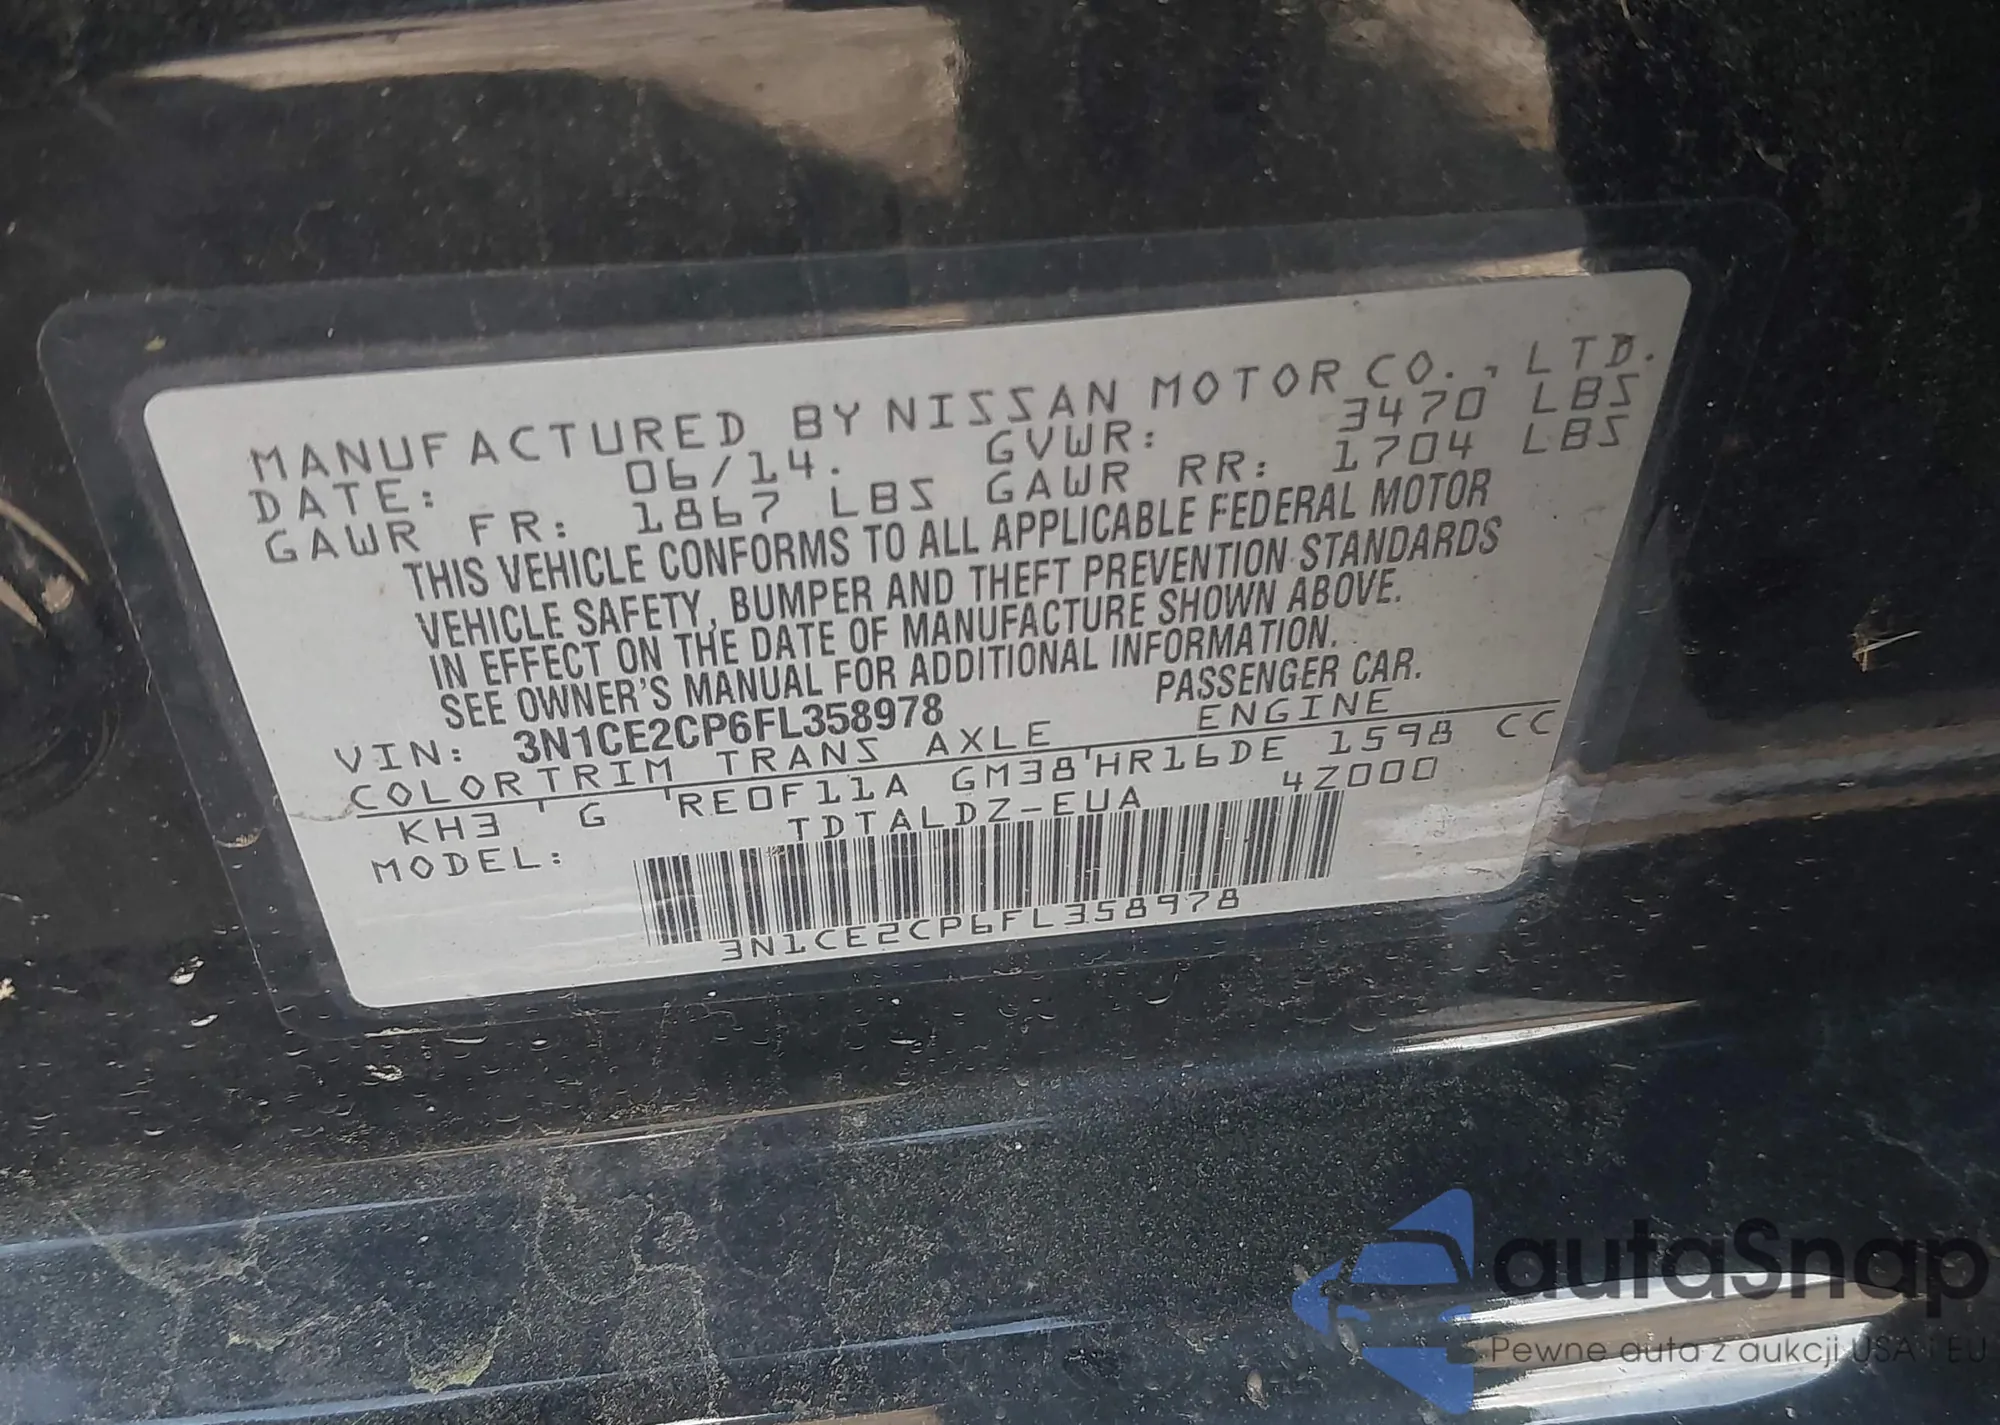 MANUFACTURED BY NISSAN MOTOR CO., LTD.
DATE: 06/14. GVWR: 3470 LBS
GAWR FR: 1867 LBS GAWR RR: 1704 LBS
THIS VEHICLE CONFORMS TO ALL APPLICABLE FEDERAL MOTOR
VEHICLE SAFETY, BUMPER AND THEFT PREVENTION STANDARDS
IN EFFECT ON THE DATE OF MANUFACTURE SHOWN ABOVE.
SEE OWNER'S MANUAL FOR ADDITIONAL INFORMATION.
VIN: 3N1CE2CP6FL358978 PASSENGER CAR.
COLOR TRIM TRANS AXLE ENGINE
KH3 ' G 'RE0F11A GM38'HR16DE 1598 CC
MODEL: TDTALDZ-EUA 4Z000
3N1CE2CP6FL358978
autaSnap
Pewne auta z aukcji USA i EU